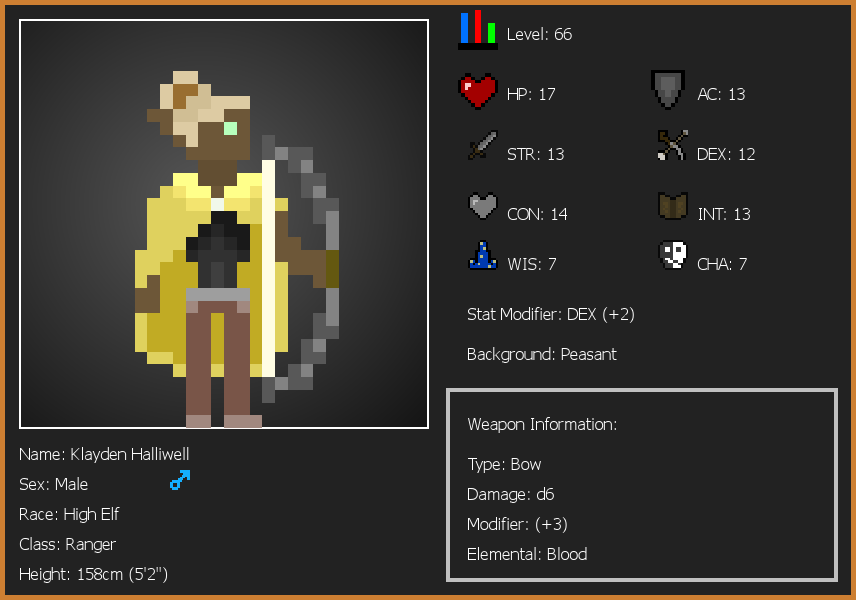 Level: 66
HP: 17
AC: 13
STR: 13
DEX: 12
CON: 14
INT: 13
WIS: 7
CHA: 7
Stat Modifier: DEX (+2)
Background: Peasant
Weapon Information:
Type: Bow
Damage: d6
Modifier: (+3)
Elemental: Blood
Name: Klayden Halliwell
Sex: Male
Race: High Elf
Class: Ranger
Height: 158cm (5'2")